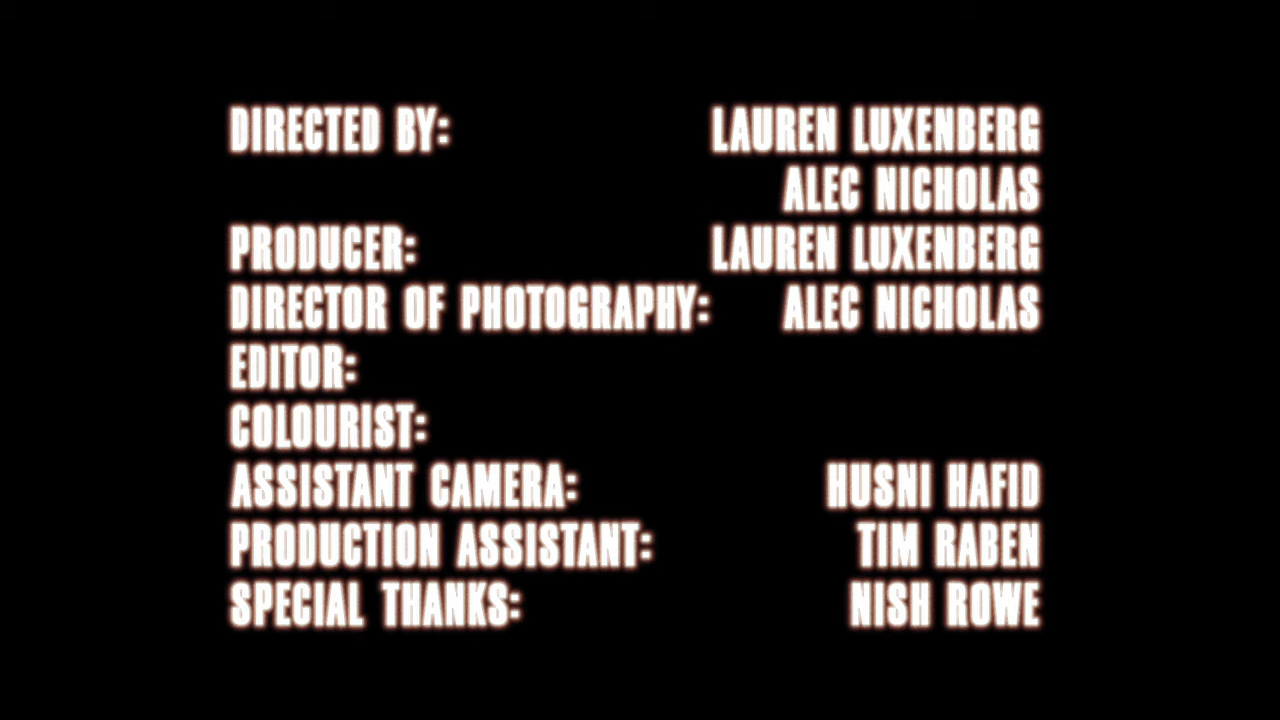 DIRECTED BY: LAUREN LUXENBERG
ALEC NICHOLAS
PRODUCER: LAUREN LUXENBERG
DIRECTOR OF PHOTOGRAPHY: ALEC NICHOLAS
EDITOR:
COLOURIST:
ASSISTANT CAMERA: HUSNI HAFID
PRODUCTION ASSISTANT: TIM RABEN
SPECIAL THANKS: NISH ROWE